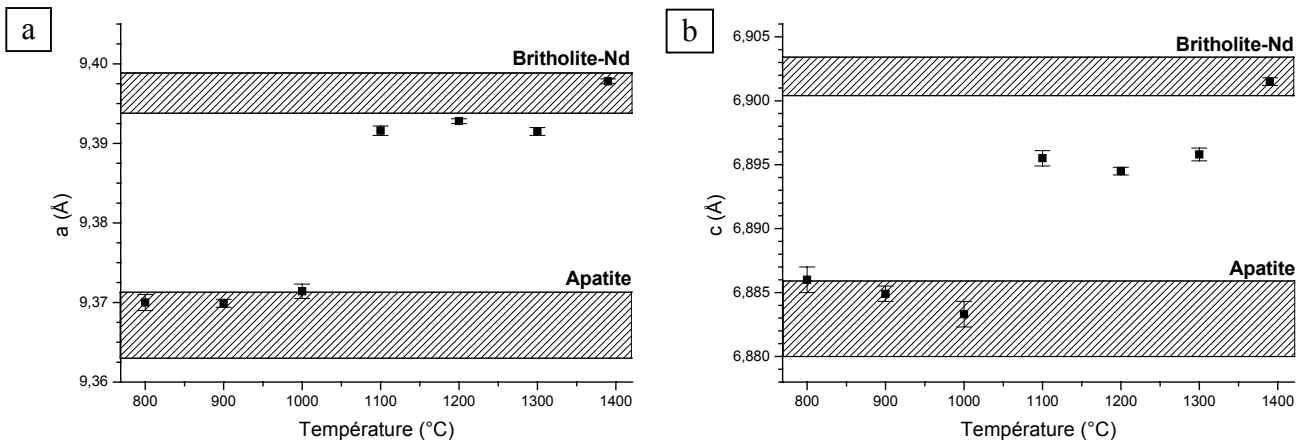 a
Britholite-Nd
Apatite
a (Å)
9,40
9,39
9,38
9,37
9,36
800 900 1000 1100 1200 1300 1400
Température (°C)
b
Britholite-Nd
Apatite
c (Å)
6,905
6,900
6,895
6,890
6,885
6,880
800 900 1000 1100 1200 1300 1400
Température (°C)